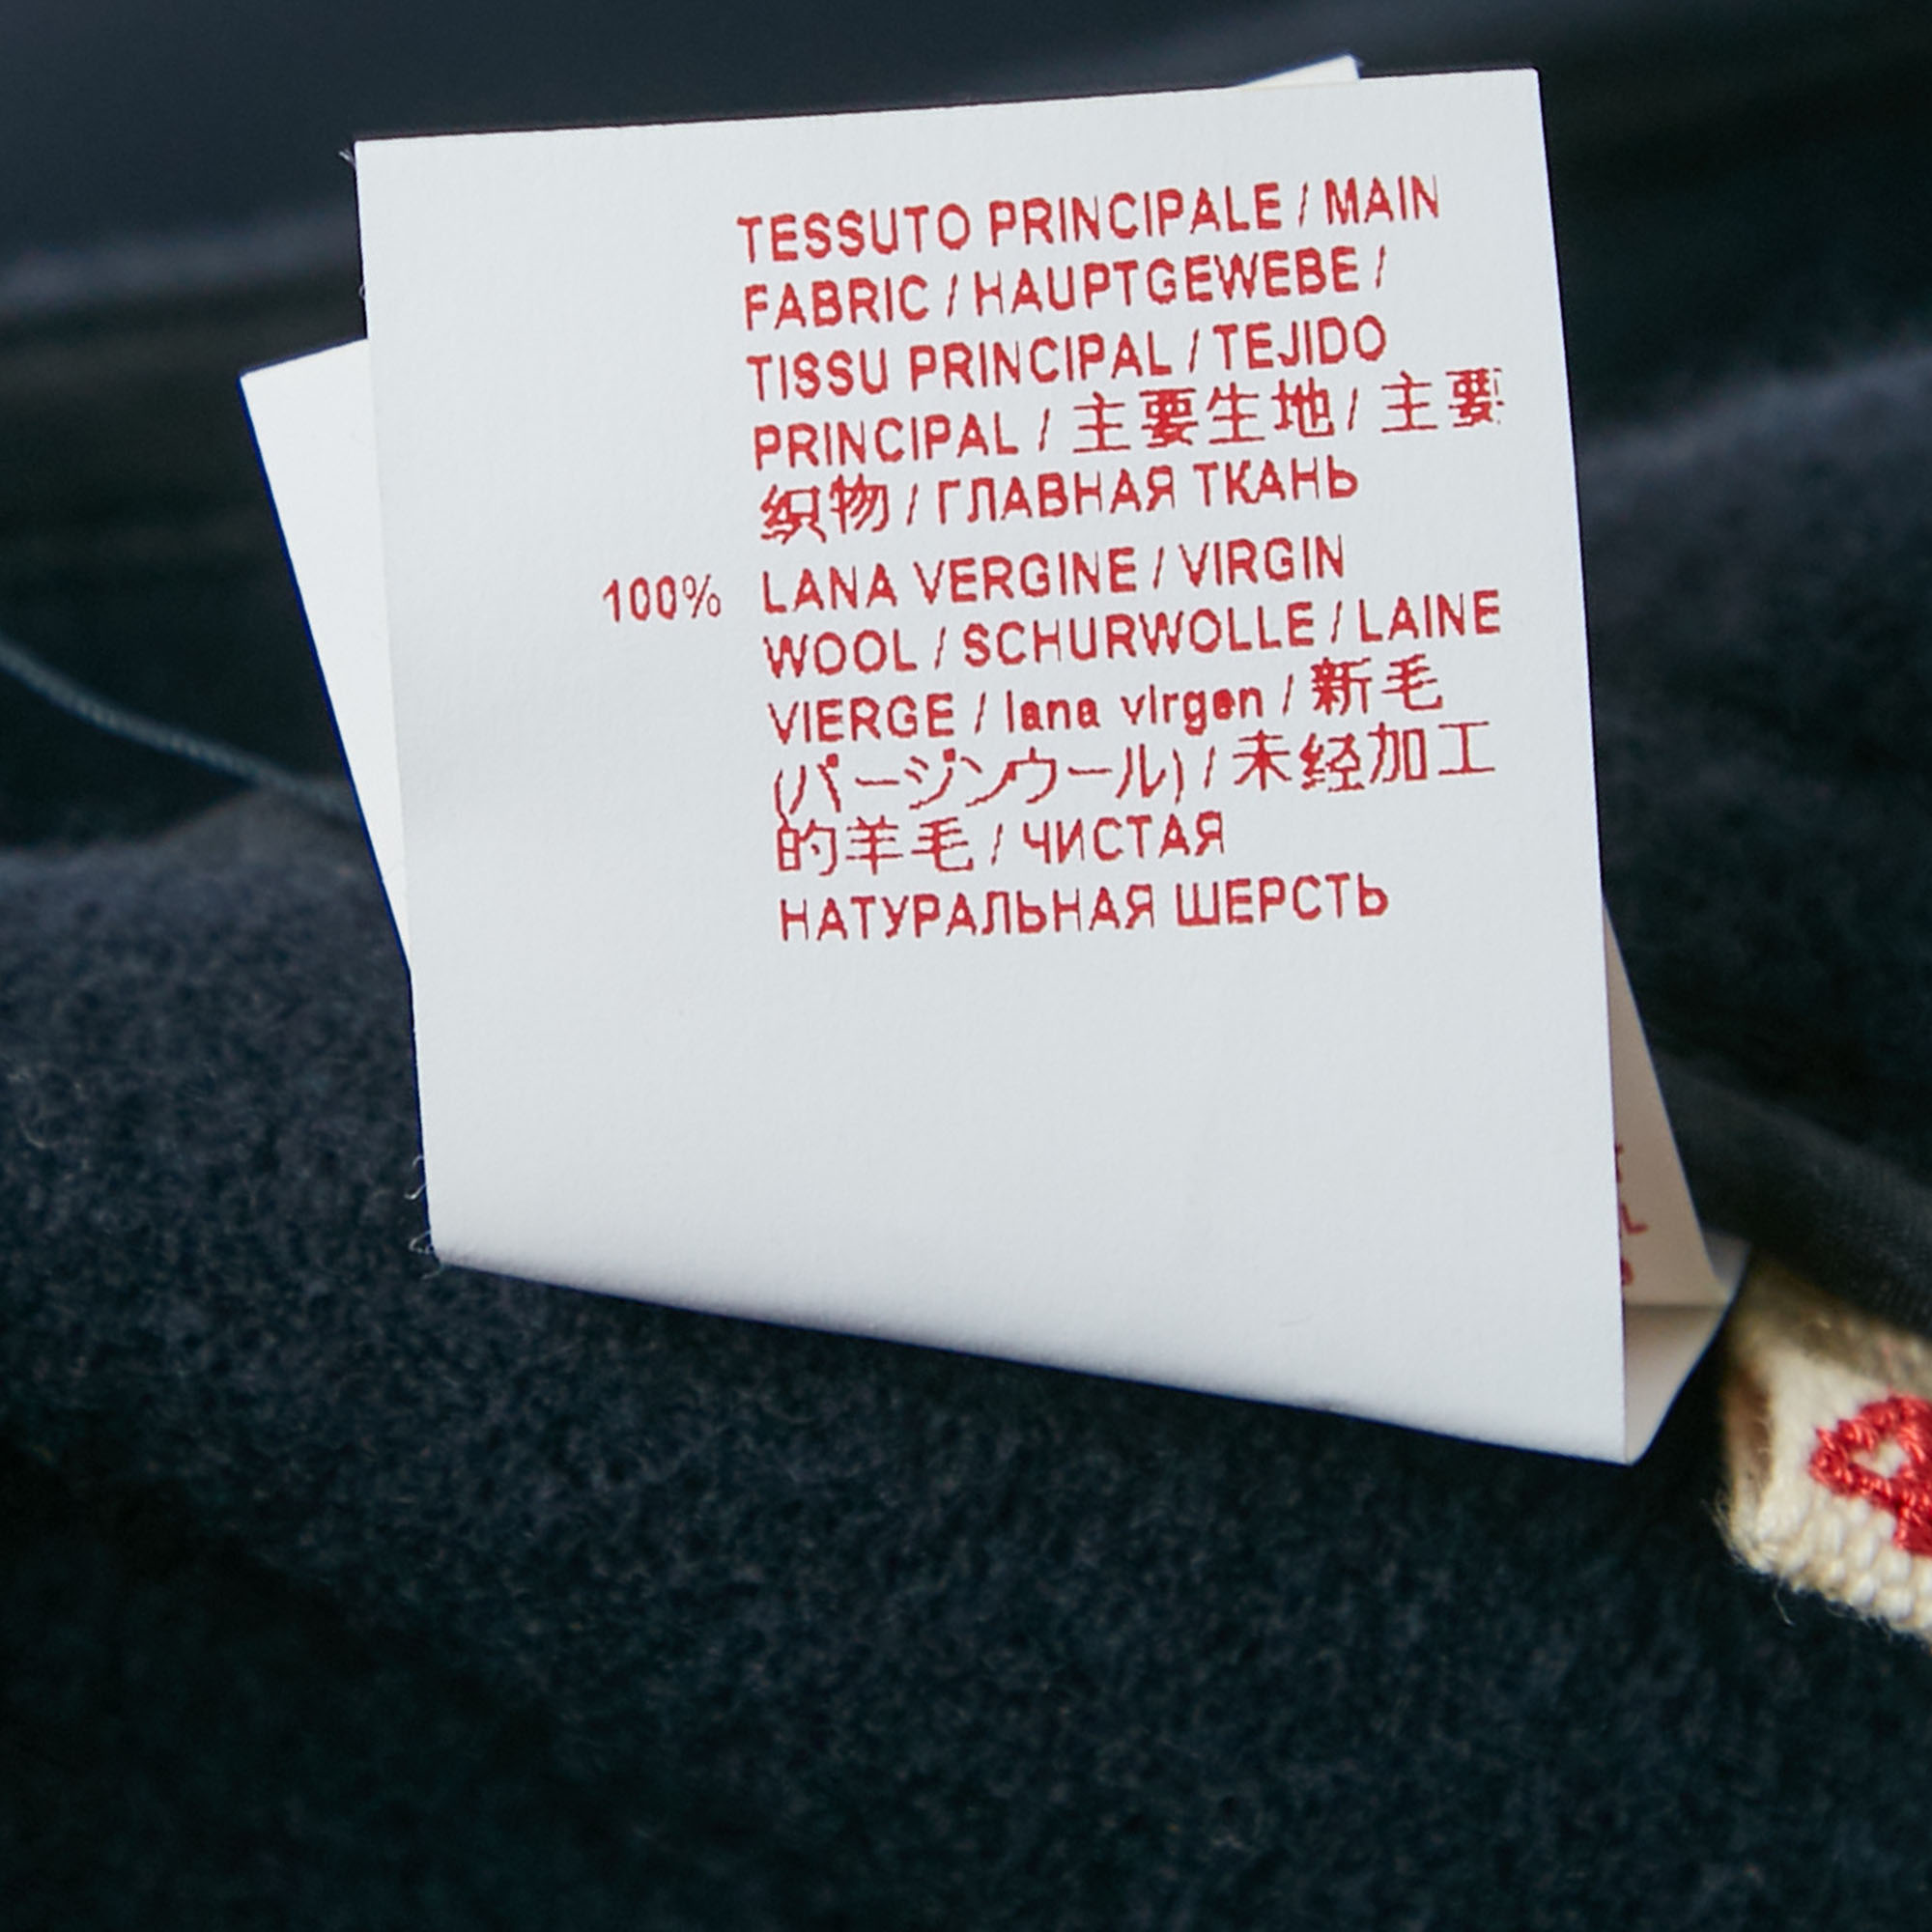 TESSUTO PRINCIPALE / MAIN
FABRIC / HAUPTGEWEBE /
TISSU PRINCIPAL / TEJIDO
PRINCIPAL / 主要生地 / 主要
织物 / ГЛАВНАЯ ТКАНЬ
100% LANA VERGINE / VIRGIN
WOOL / SCHURWOLLE / LAINE
VIERGE / lana virgen / 新毛
(バージンウール) / 未经加工
的羊毛 / ЧИСТАЯ
НАТУРАЛЬНАЯ ШЕРСТЬ